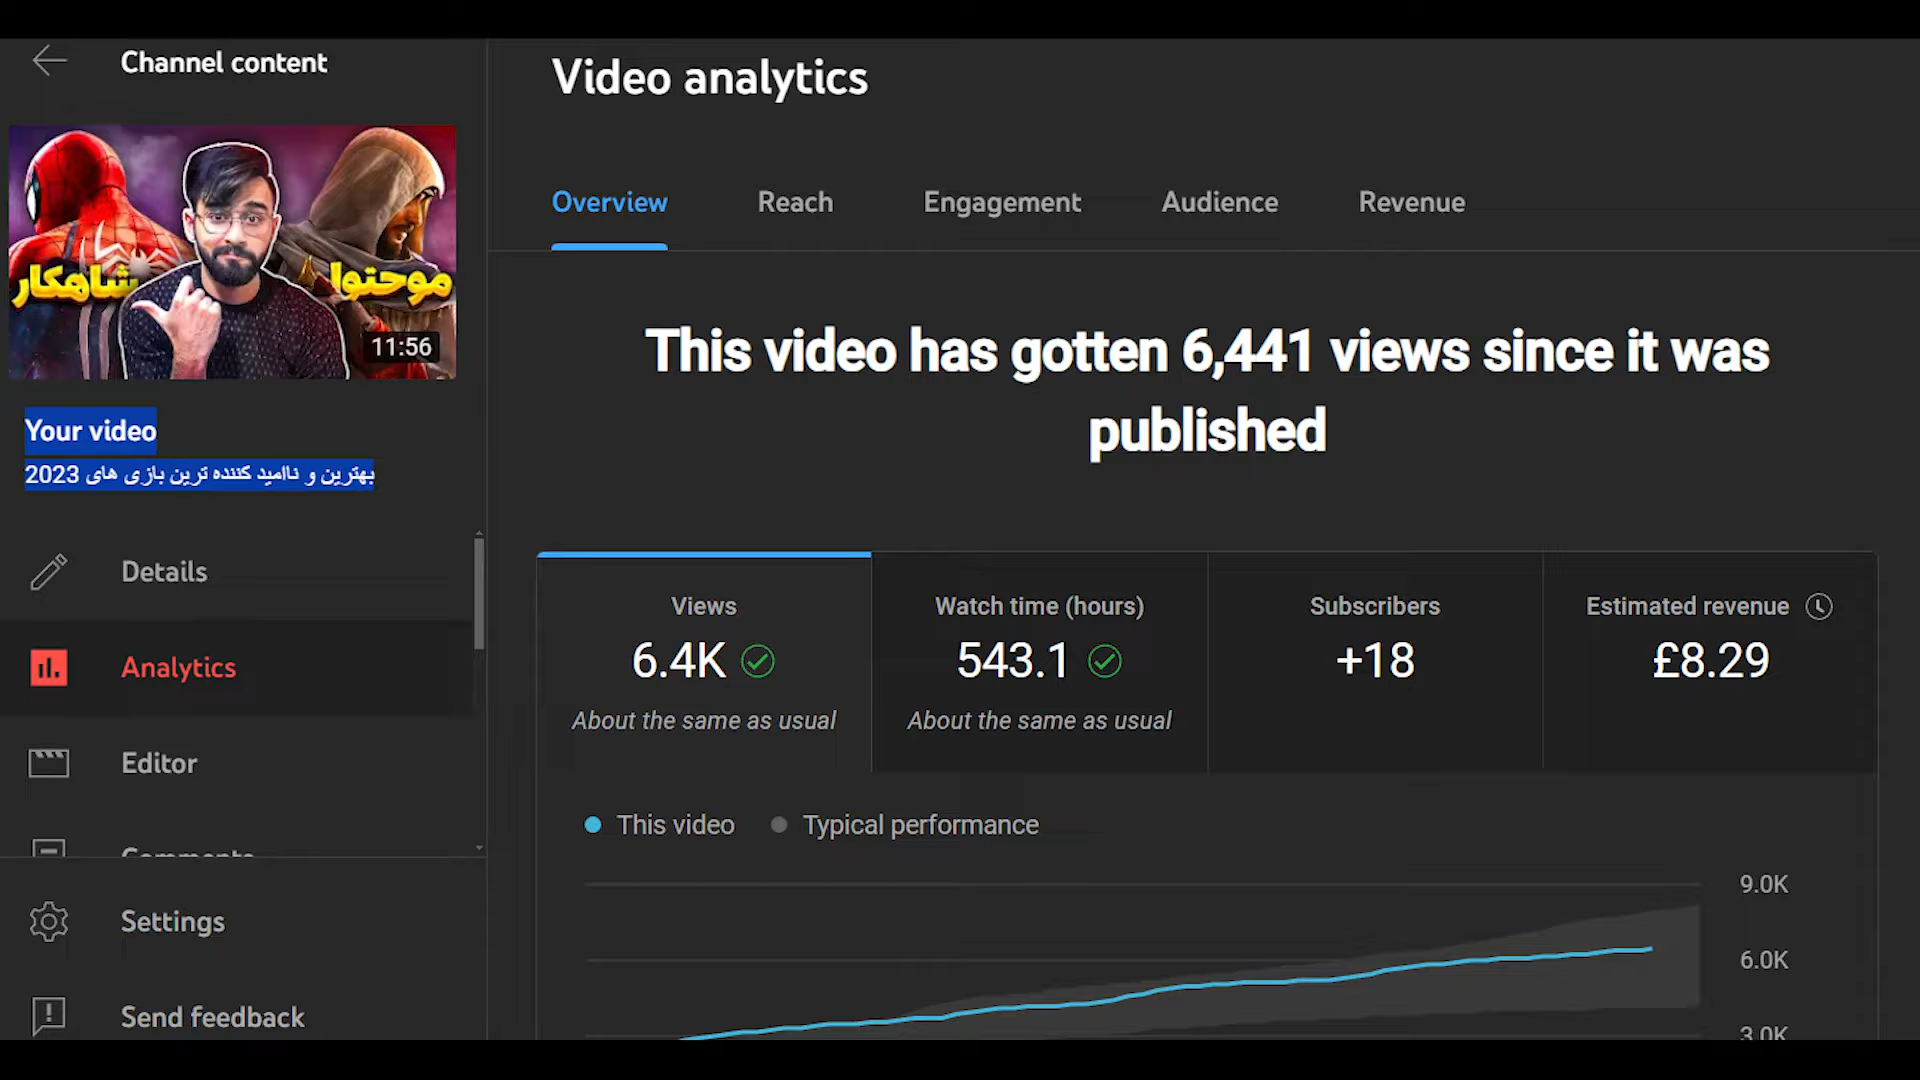 Channel content
شاهکار
موحتوا
11:56
Your video
بهترین و ناامید کننده ترین بازی های 2023
Details
Analytics
Editor
Comments
Settings
Send feedback
Video analytics
Overview
Reach
Engagement
Audience
Revenue
This video has gotten 6,441 views since it was
published
Views
6.4K
About the same as usual
Watch time (hours)
543.1
About the same as usual
Subscribers
+18
Estimated revenue
£8.29
This video
Typical performance
9.0K
6.0K
3.0K